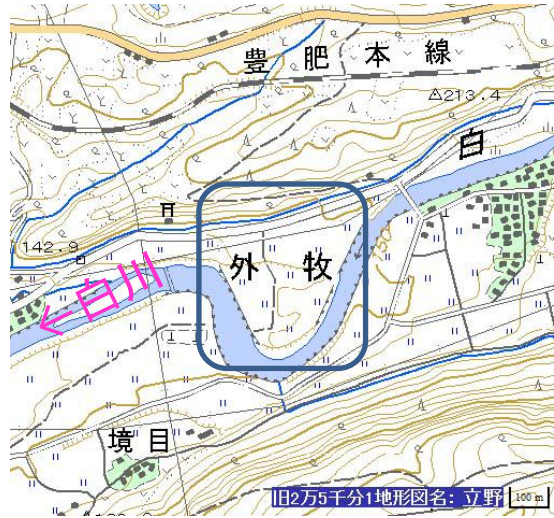 豊肥本線
△213.4
白
142.9
外牧
←白川
境目
旧2万5千分1地形図名: 立野
100 m